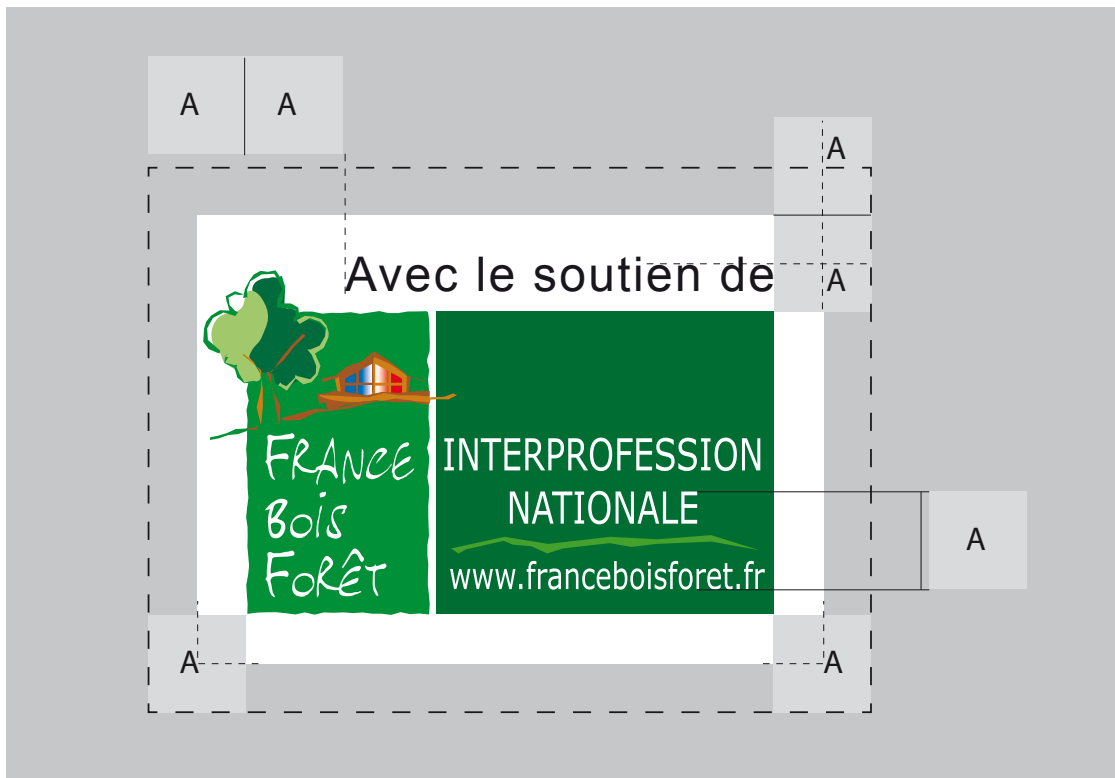 A A
A
Avec le soutien de
A
FRANCE
BOIS
FORÊT
INTERPROFESSION
NATIONALE
www.franceboisforet.fr
A
A
A